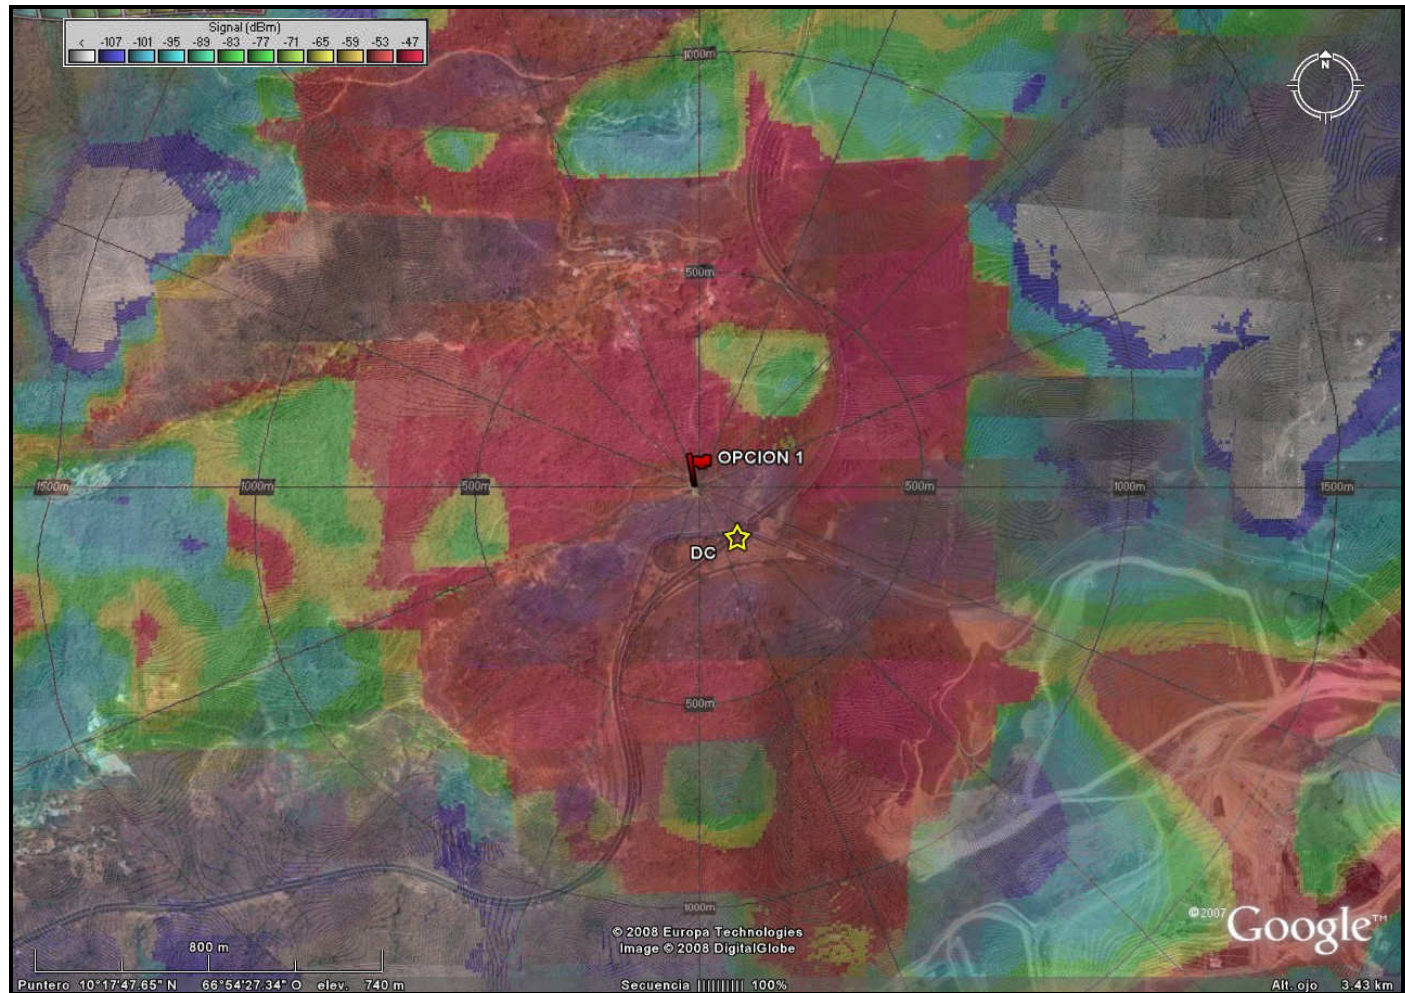 Signal (dBm)
< -107 -101 -95 -89 -83 -77 -71 -65 -59 -53 -47
N
1000m
500m
OPCION 1
1500m 1000m 500m 500m 1000m 1500m
DC
500m
1000m
©2007 Google™
© 2008 Europa Technologies
Image © 2008 DigitalGlobe
800 m
Puntero 10°17'47.65" N 66°54'27.34" O elev. 740 m Secuencia 100% Alt. ojo 3.43 km